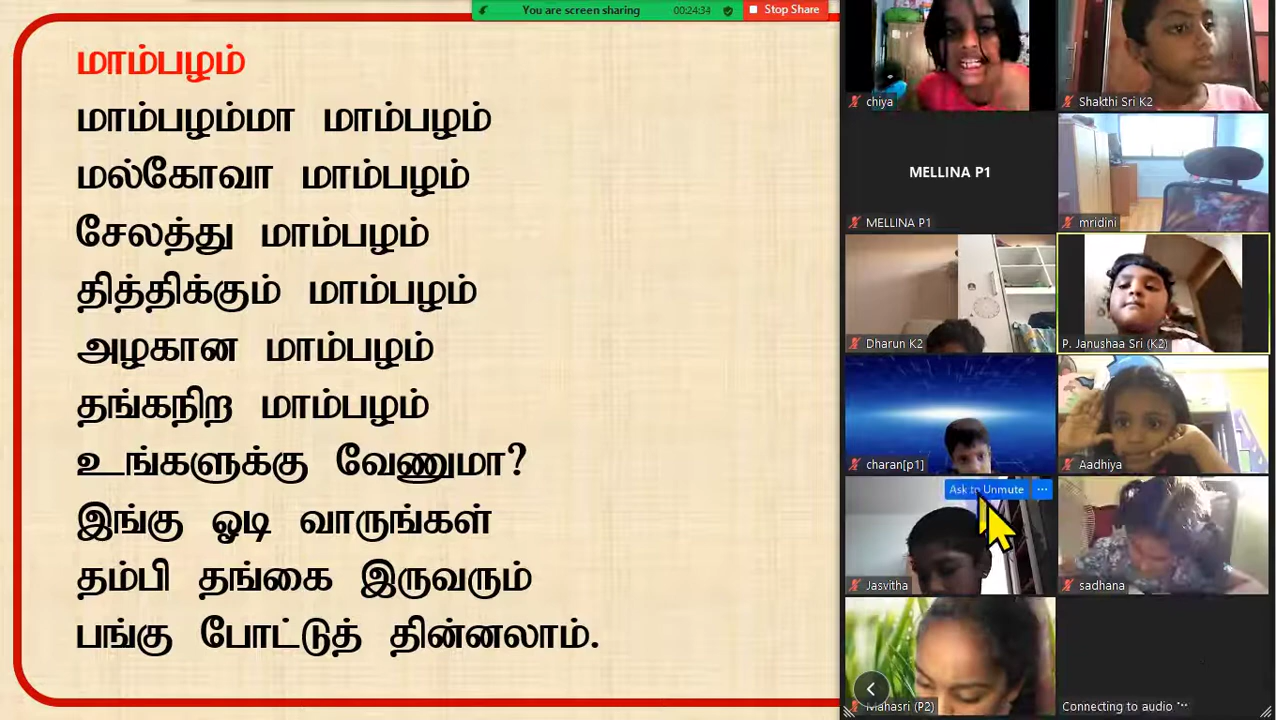 You are screen sharing 00:24:34 Stop Share
மாம்பழம்
மாம்பழம்மா மாம்பழம்
மல்கோவா மாம்பழம்
சேலத்து மாம்பழம்
தித்திக்கும் மாம்பழம்
அழகான மாம்பழம்
தங்கநிற மாம்பழம்
உங்களுக்கு வேணுமா?
இங்கு ஓடி வாருங்கள்
தம்பி தங்கை இருவரும்
பங்கு போட்டுத் தின்னலாம்.
chiya
Shakthi Sri K2
MELLINA P1
MELLINA P1
mridini
Dharun K2
P. Janushaa Sri (K2)
charan[p1]
Aadhiya
Ask to Unmute ...
Jasvitha
sadhana
Mahasri (P2)
Connecting to audio ...